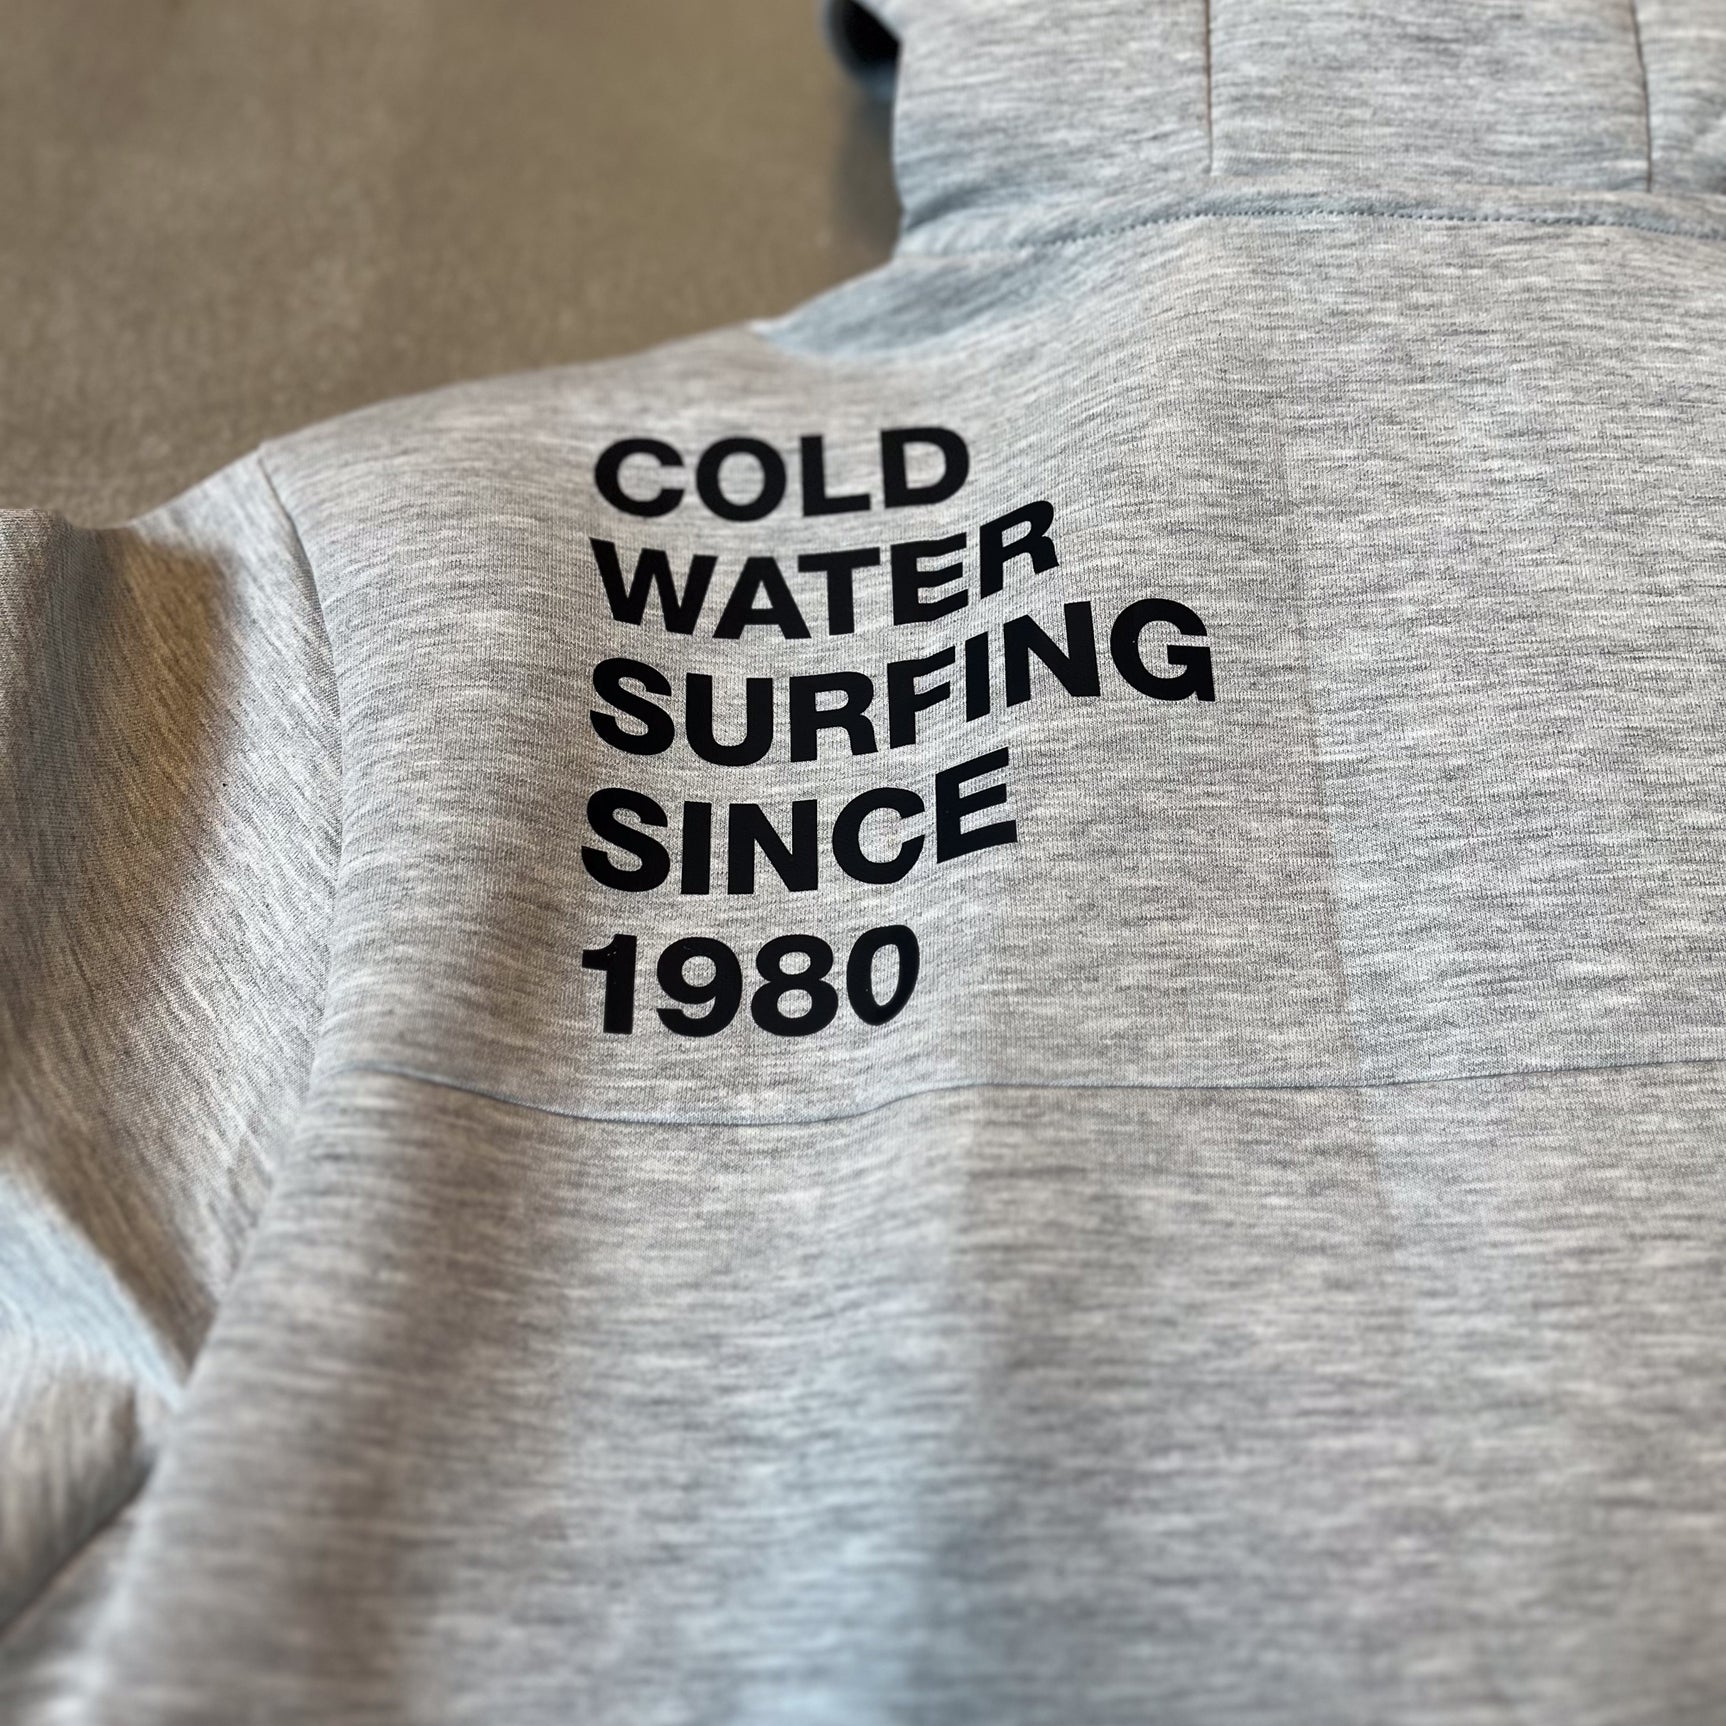 COLD
WATER
SURFING
SINCE
1980